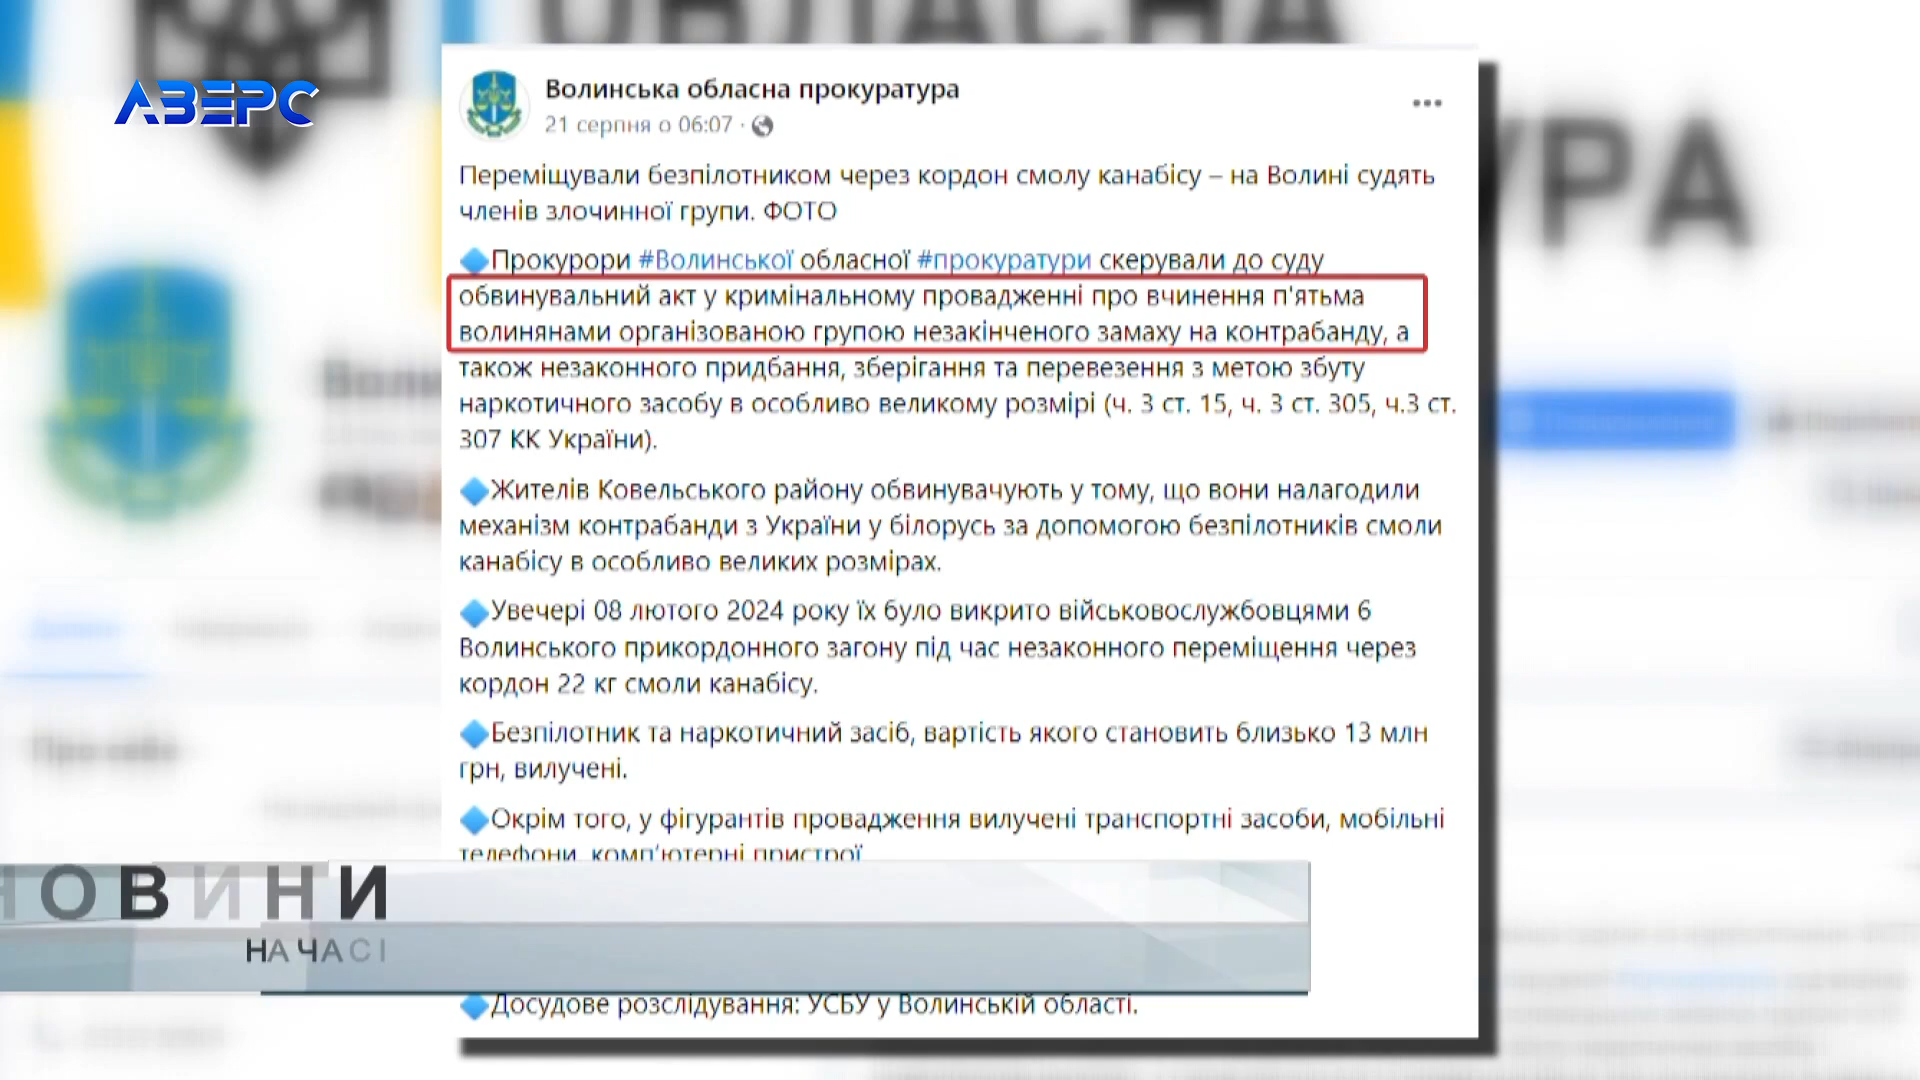 ОБЛАСНА
АВЕРС
Волинська обласна прокуратура
21 серпня о 06:07 ·
Переміщували безпілотником через кордон смолу канабісу – на Волині судять
членів злочинної групи. ФОТО
Прокурори #Волинської обласної #прокуратури скерували до суду
обвинувальний акт у кримінальному провадженні про вчинення п'ятьма
волинянами організованою групою незакінченого замаху на контрабанду, а
також незаконного придбання, зберігання та перевезення з метою збуту
наркотичного засобу в особливо великому розмірі (ч. 3 ст. 15, ч. 3 ст. 305, ч.3 ст.
307 КК України).
Жителів Ковельського району обвинувачують у тому, що вони налагодили
механізм контрабанди з України у білорусь за допомогою безпілотників смоли
канабісу в особливо великих розмірах.
Увечері 08 лютого 2024 року їх було викрито військовослужбовцями 6
Волинського прикордонного загону під час незаконного переміщення через
кордон 22 кг смоли канабісу.
Безпілотник та наркотичний засіб, вартість якого становить близько 13 млн
грн, вилучені.
Окрім того, у фігурантів провадження вилучені транспортні засоби, мобільні
телефони, комп'ютерні пристрої
НОВИНИ
НА ЧАСІ
Досудове розслідування: УСБУ у Волинській області.